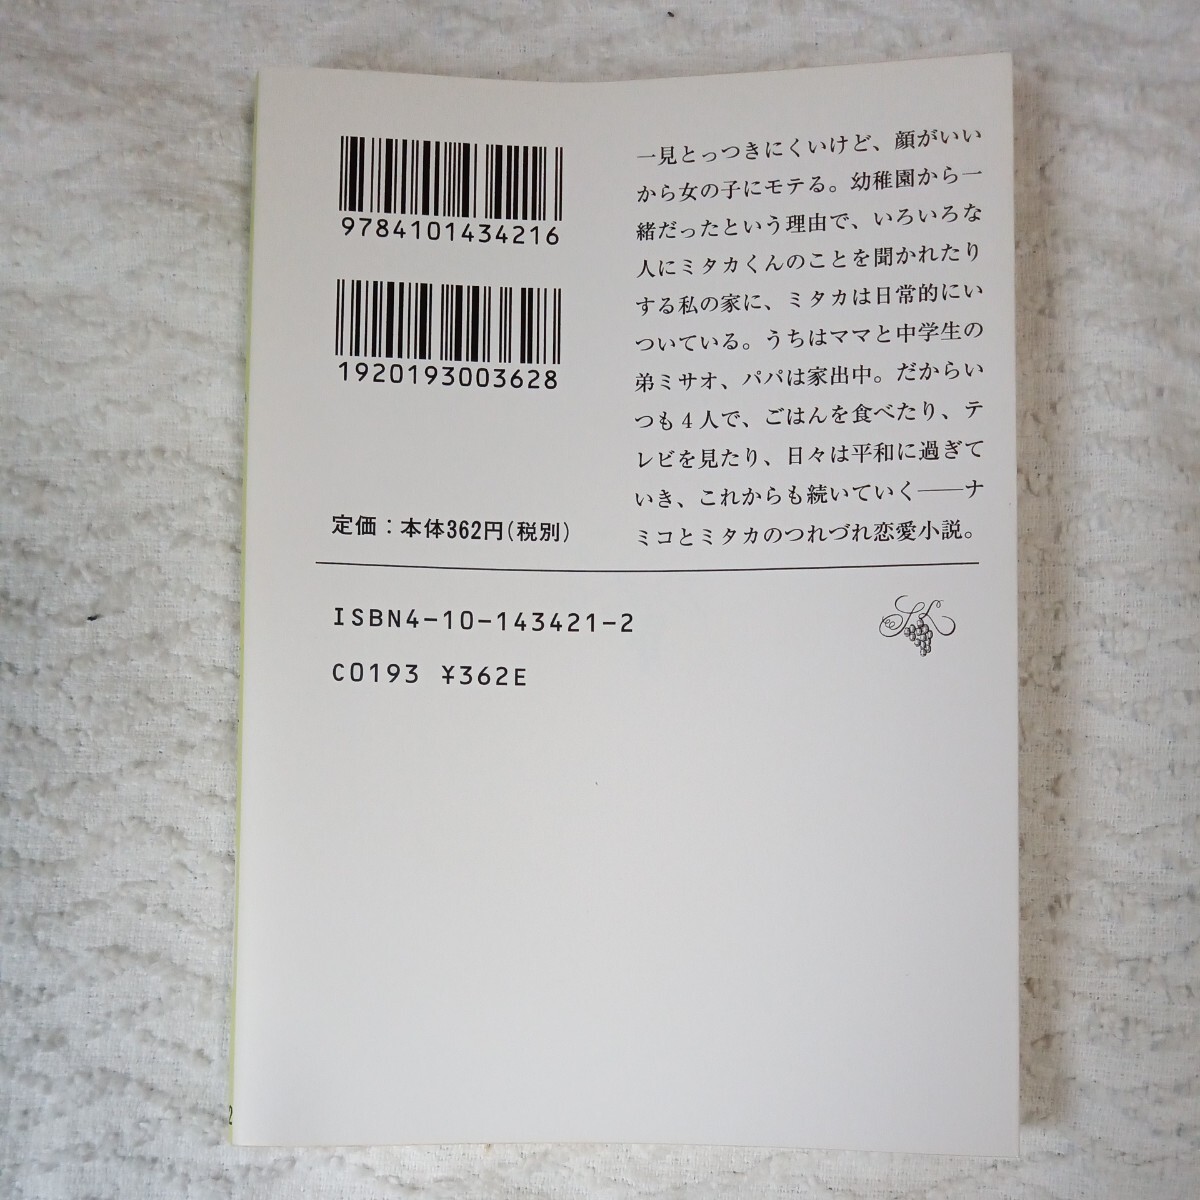 9784101434216
1920193003628
定価：本体362円(税別)
一見とっつきにくいけど、顔がいい
から女の子にモテる。幼稚園から一
緒だったという理由で、いろいろな
人にミタカくんのことを聞かれたり
する私の家に、ミタカは日常的にい
ついている。うちはママと中学生の
弟ミサオ、パパは家出中。だからい
つも4人で、ごはんを食べたり、テ
レビを見たり、日々は平和に過ぎて
いき、これからも続いていく――ナ
ミコとミタカのつれづれ恋愛小説。
ISBN4-10-143421-2
C0193 ¥362E
2